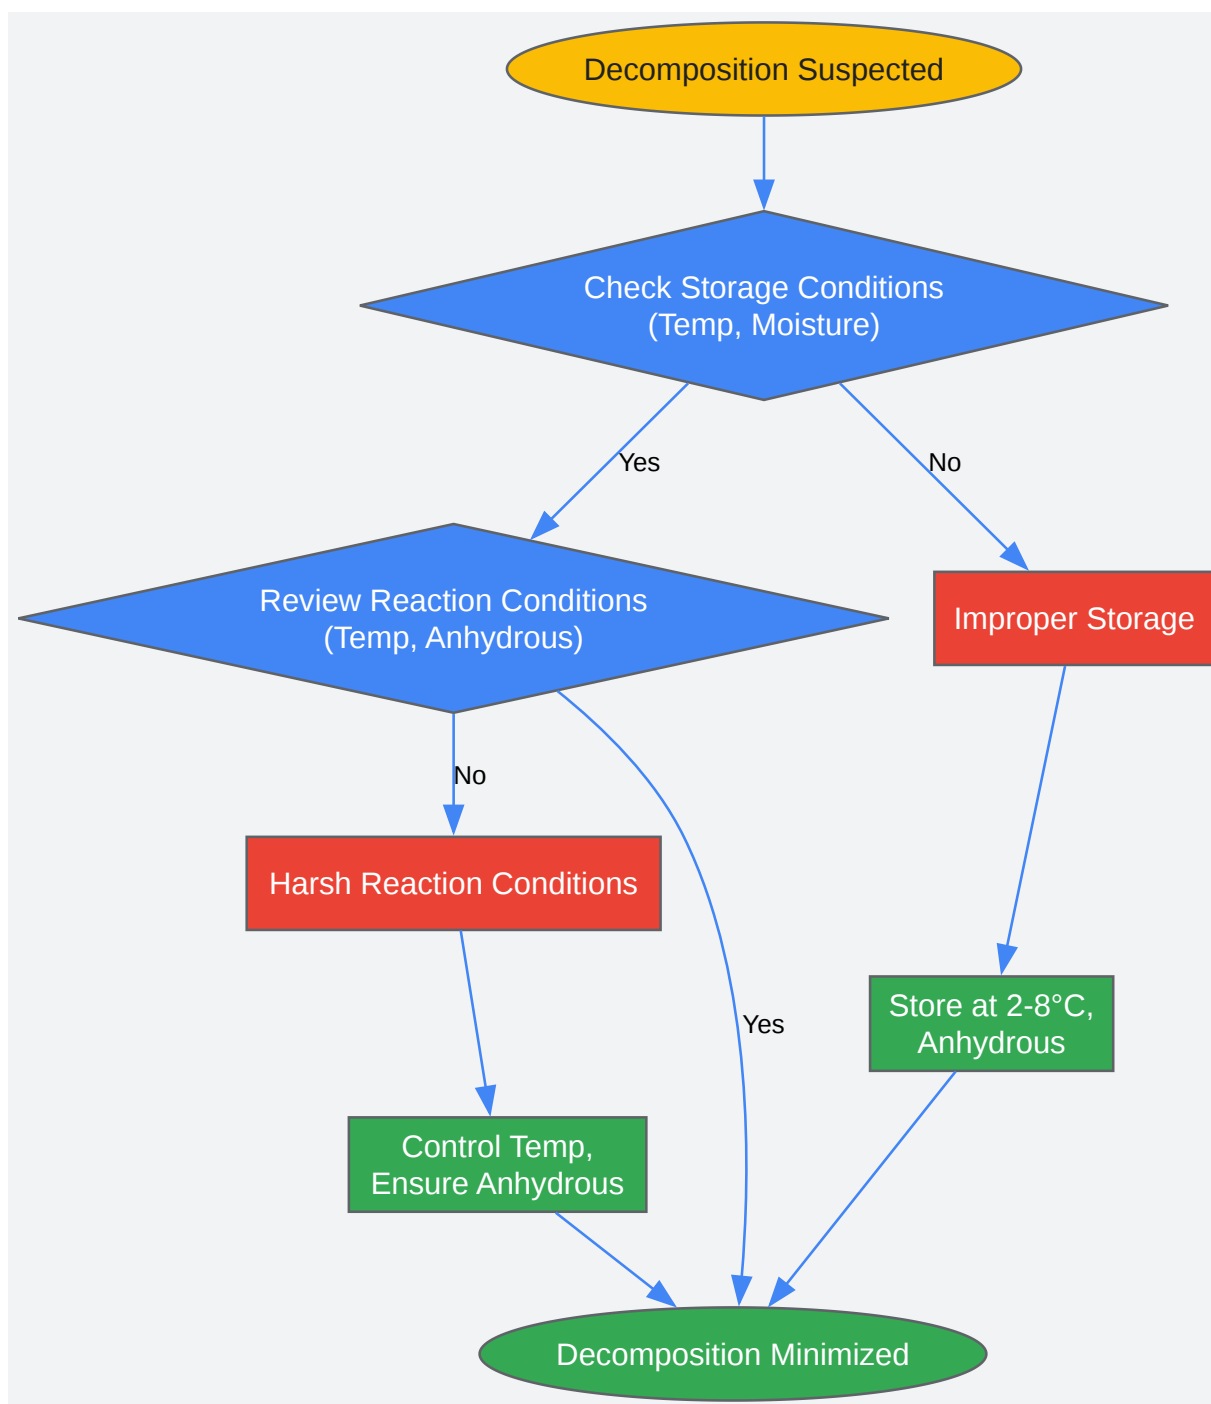 Decomposition Suspected
Check Storage Conditions
(Temp, Moisture)
Yes
No
Review Reaction Conditions
(Temp, Anhydrous)
Improper Storage
No
Harsh Reaction Conditions
Yes
Store at 2-8°C,
Anhydrous
Control Temp,
Ensure Anhydrous
Decomposition Minimized